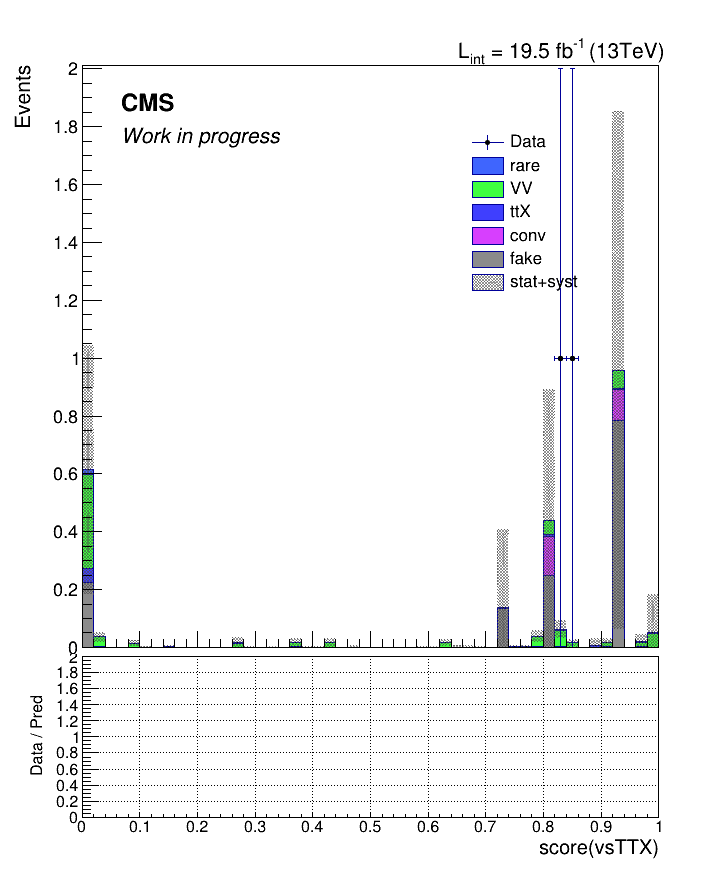 L_int = 19.5 fb^-1 (13TeV)
Events
CMS
Work in progress
Data
rare
VV
ttX
conv
fake
stat+syst
2
1.8
1.6
1.4
1.2
1
0.8
0.6
0.4
0.2
0
Data / Pred
2
1.8
1.6
1.4
1.2
1
0.8
0.6
0.4
0.2
0
0 0.1 0.2 0.3 0.4 0.5 0.6 0.7 0.8 0.9 1
score(vsTTX)